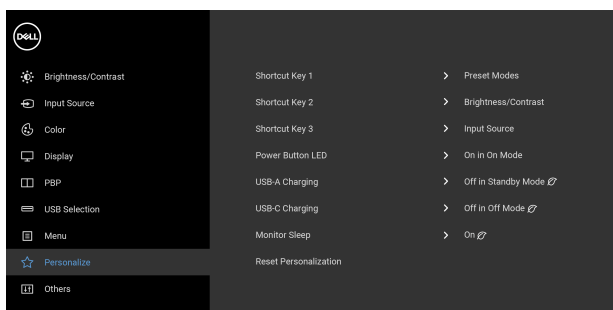 DELL
Brightness/Contrast
Input Source
Color
Display
PBP
USB Selection
Menu
Personalize
Others
Shortcut Key 1 > Preset Modes
Shortcut Key 2 > Brightness/Contrast
Shortcut Key 3 > Input Source
Power Button LED > On in On Mode
USB-A Charging > Off in Standby Mode
USB-C Charging > Off in Off Mode
Monitor Sleep > On
Reset Personalization